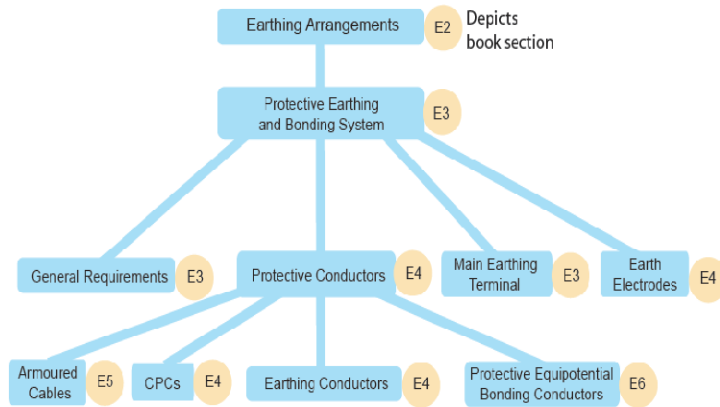 Earthing Arrangements
E2
Depicts
book section
Protective Earthing
and Bonding System
E3
General Requirements
E3
Protective Conductors
E4
Main Earthing
Terminal
E3
Earth
Electrodes
E4
Armoured
Cables
E5
CPCs
E4
Earthing Conductors
E4
Protective Equipotential
Bonding Conductors
E6